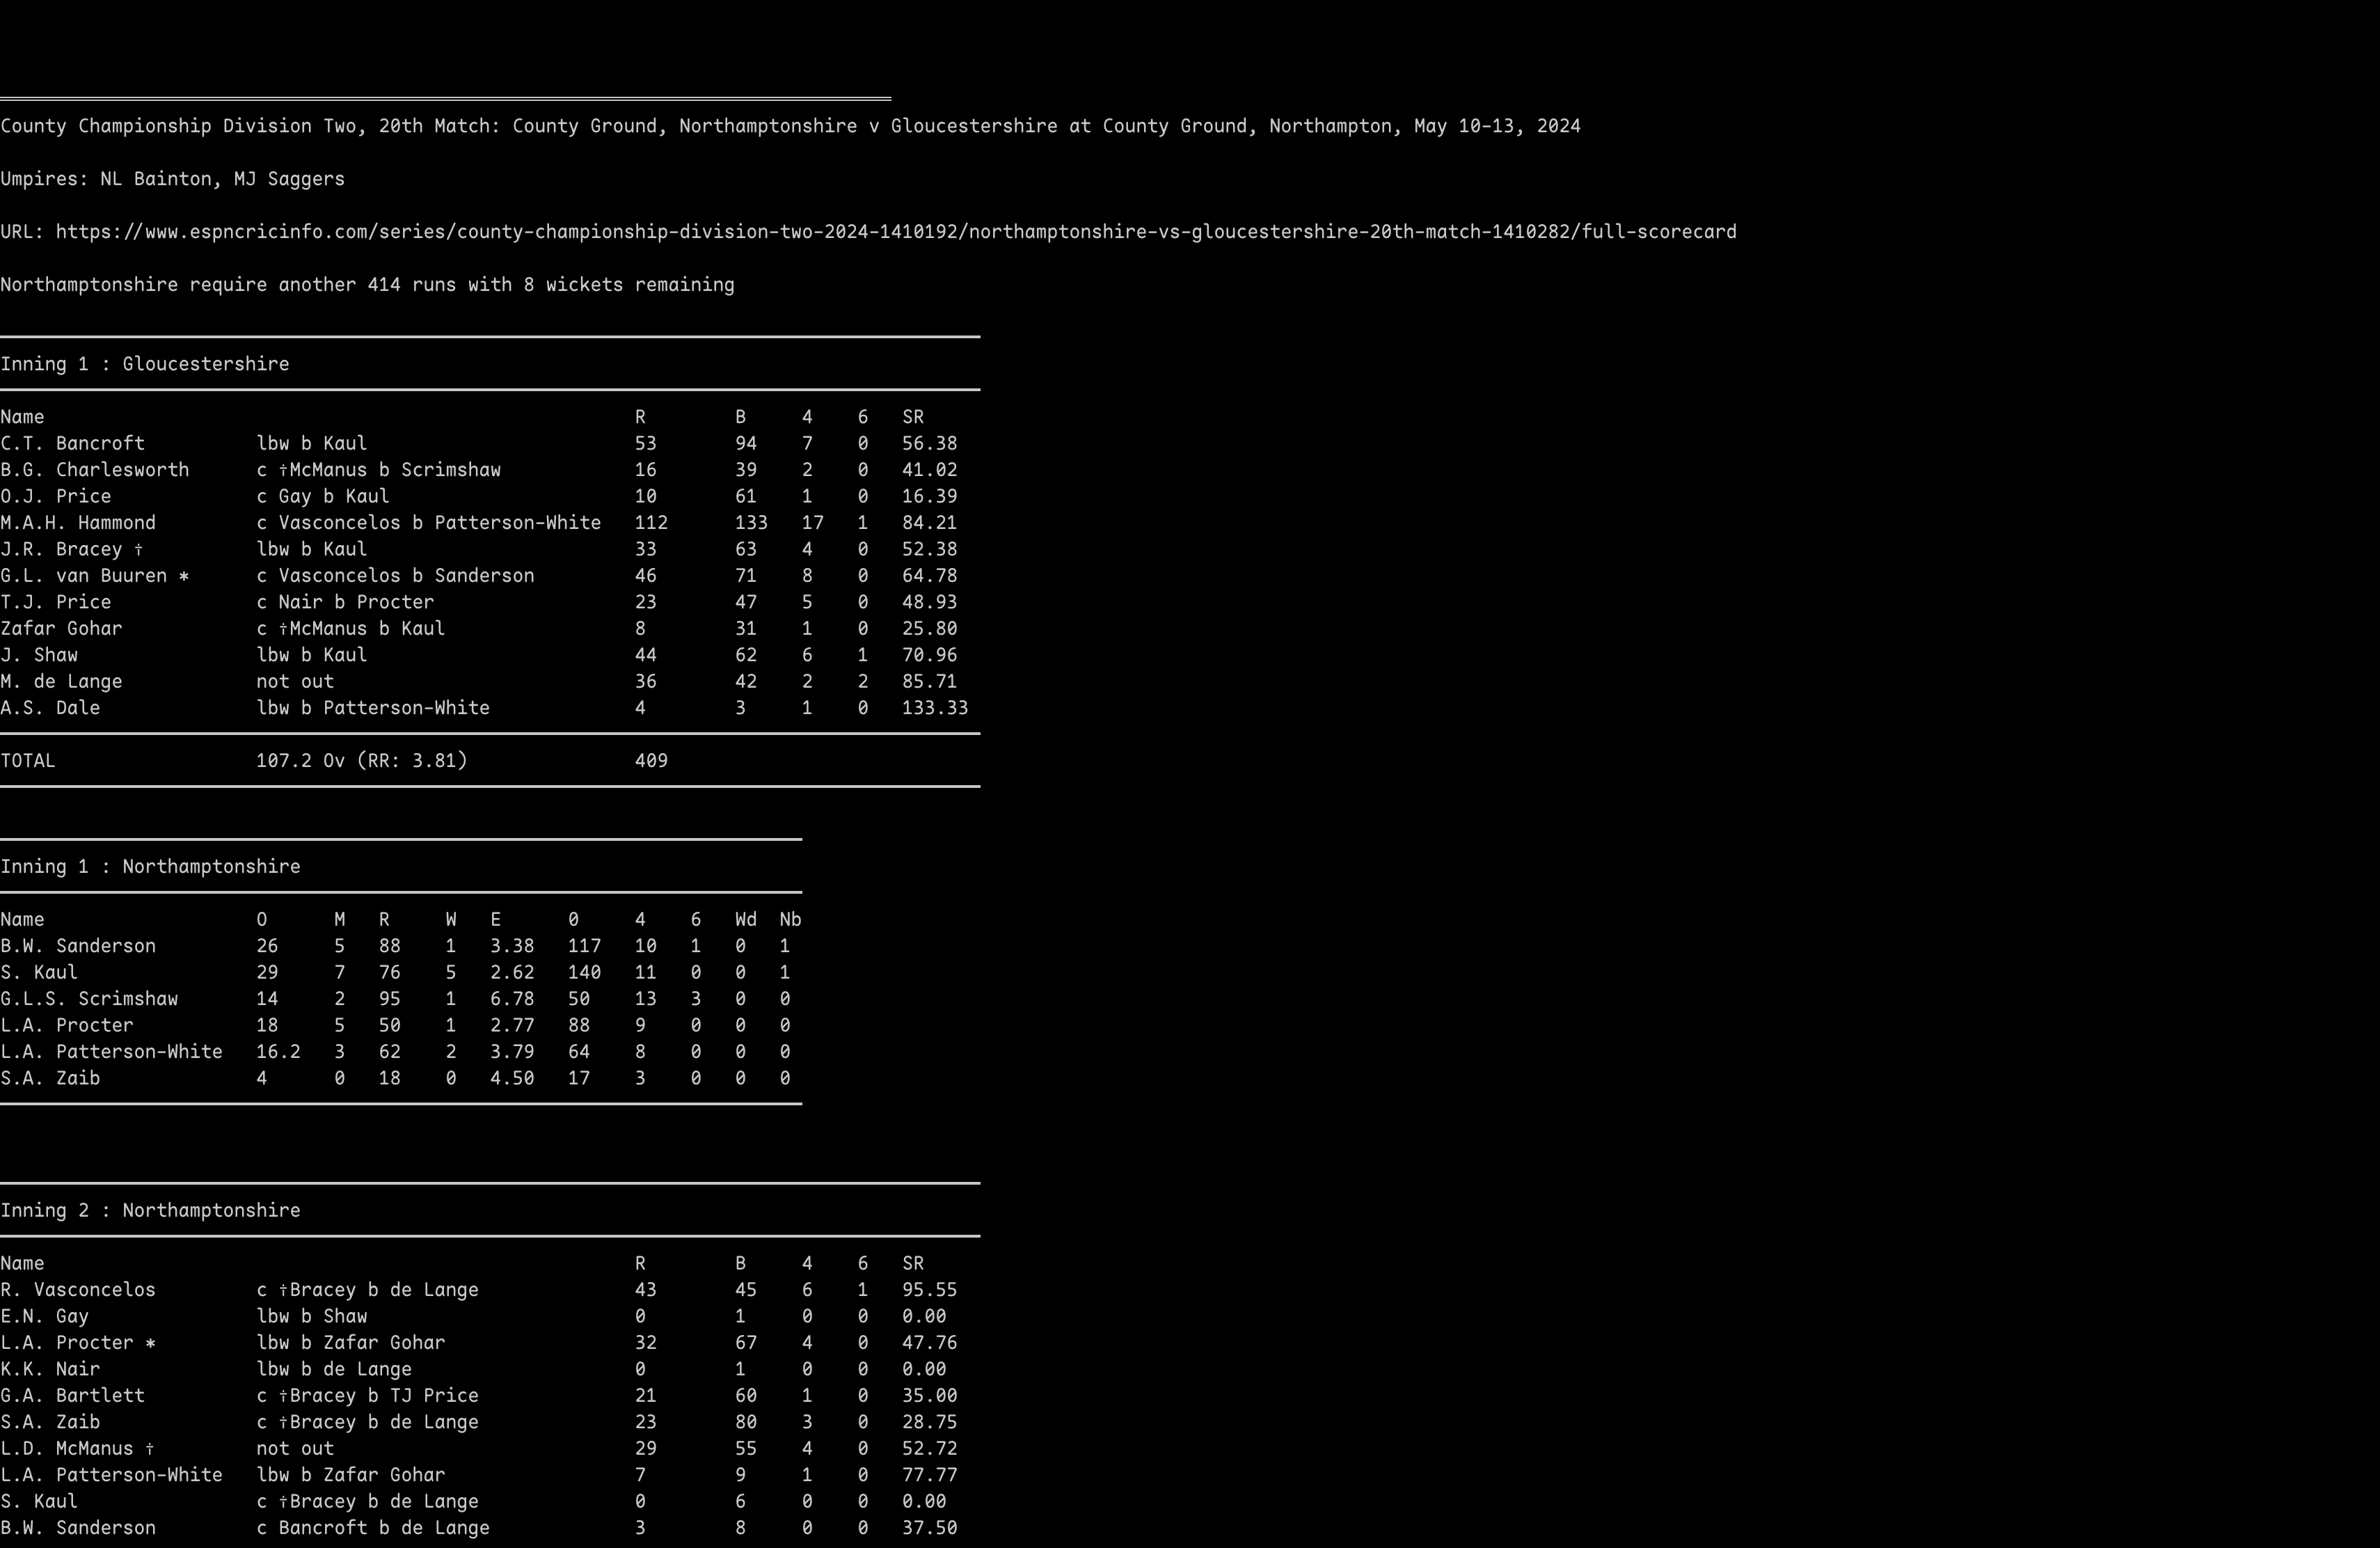 County Championship Division Two, 20th Match: County Ground, Northamptonshire v Gloucestershire at County Ground, Northampton, May 10-13, 2024
Umpires: NL Bainton, MJ Saggers
URL: https://www.espncricinfo.com/series/county-championship-division-two-2024-1410192/northamptonshire-vs-gloucestershire-20th-match-1410282/full-scorecard
Northamptonshire require another 414 runs with 8 wickets remaining
Inning 1 : Gloucestershire
Name R B 4 6 SR
C.T. Bancroft lbw b Kaul 53 94 7 0 56.38
B.G. Charlesworth c †McManus b Scrimshaw 16 39 2 0 41.02
O.J. Price c Gay b Kaul 10 61 1 0 16.39
M.A.H. Hammond c Vasconcelos b Patterson-White 112 133 17 1 84.21
J.R. Bracey † lbw b Kaul 33 63 4 0 52.38
G.L. van Buuren * c Vasconcelos b Sanderson 46 71 8 0 64.78
T.J. Price c Nair b Procter 23 47 5 0 48.93
Zafar Gohar c †McManus b Kaul 8 31 1 0 25.80
J. Shaw lbw b Kaul 44 62 6 1 70.96
M. de Lange not out 36 42 2 2 85.71
A.S. Dale lbw b Patterson-White 4 3 1 0 133.33
TOTAL 107.2 Ov (RR: 3.81) 409
Inning 1 : Northamptonshire
Name O M R W E 0 4 6 Wd Nb
B.W. Sanderson 26 5 88 1 3.38 117 10 1 0 1
S. Kaul 29 7 76 5 2.62 140 11 0 0 1
G.L.S. Scrimshaw 14 2 95 1 6.78 50 13 3 0 0
L.A. Procter 18 5 50 1 2.77 88 9 0 0 0
L.A. Patterson-White 16.2 3 62 2 3.79 64 8 0 0 0
S.A. Zaib 4 0 18 0 4.50 17 3 0 0 0
Inning 2 : Northamptonshire
Name R B 4 6 SR
R. Vasconcelos c †Bracey b de Lange 43 45 6 1 95.55
E.N. Gay lbw b Shaw 0 1 0 0 0.00
L.A. Procter * lbw b Zafar Gohar 32 67 4 0 47.76
K.K. Nair lbw b de Lange 0 1 0 0 0.00
G.A. Bartlett c †Bracey b TJ Price 21 60 1 0 35.00
S.A. Zaib c †Bracey b de Lange 23 80 3 0 28.75
L.D. McManus † not out 29 55 4 0 52.72
L.A. Patterson-White lbw b Zafar Gohar 7 9 1 0 77.77
S. Kaul c †Bracey b de Lange 0 6 0 0 0.00
B.W. Sanderson c Bancroft b de Lange 3 8 0 0 37.50